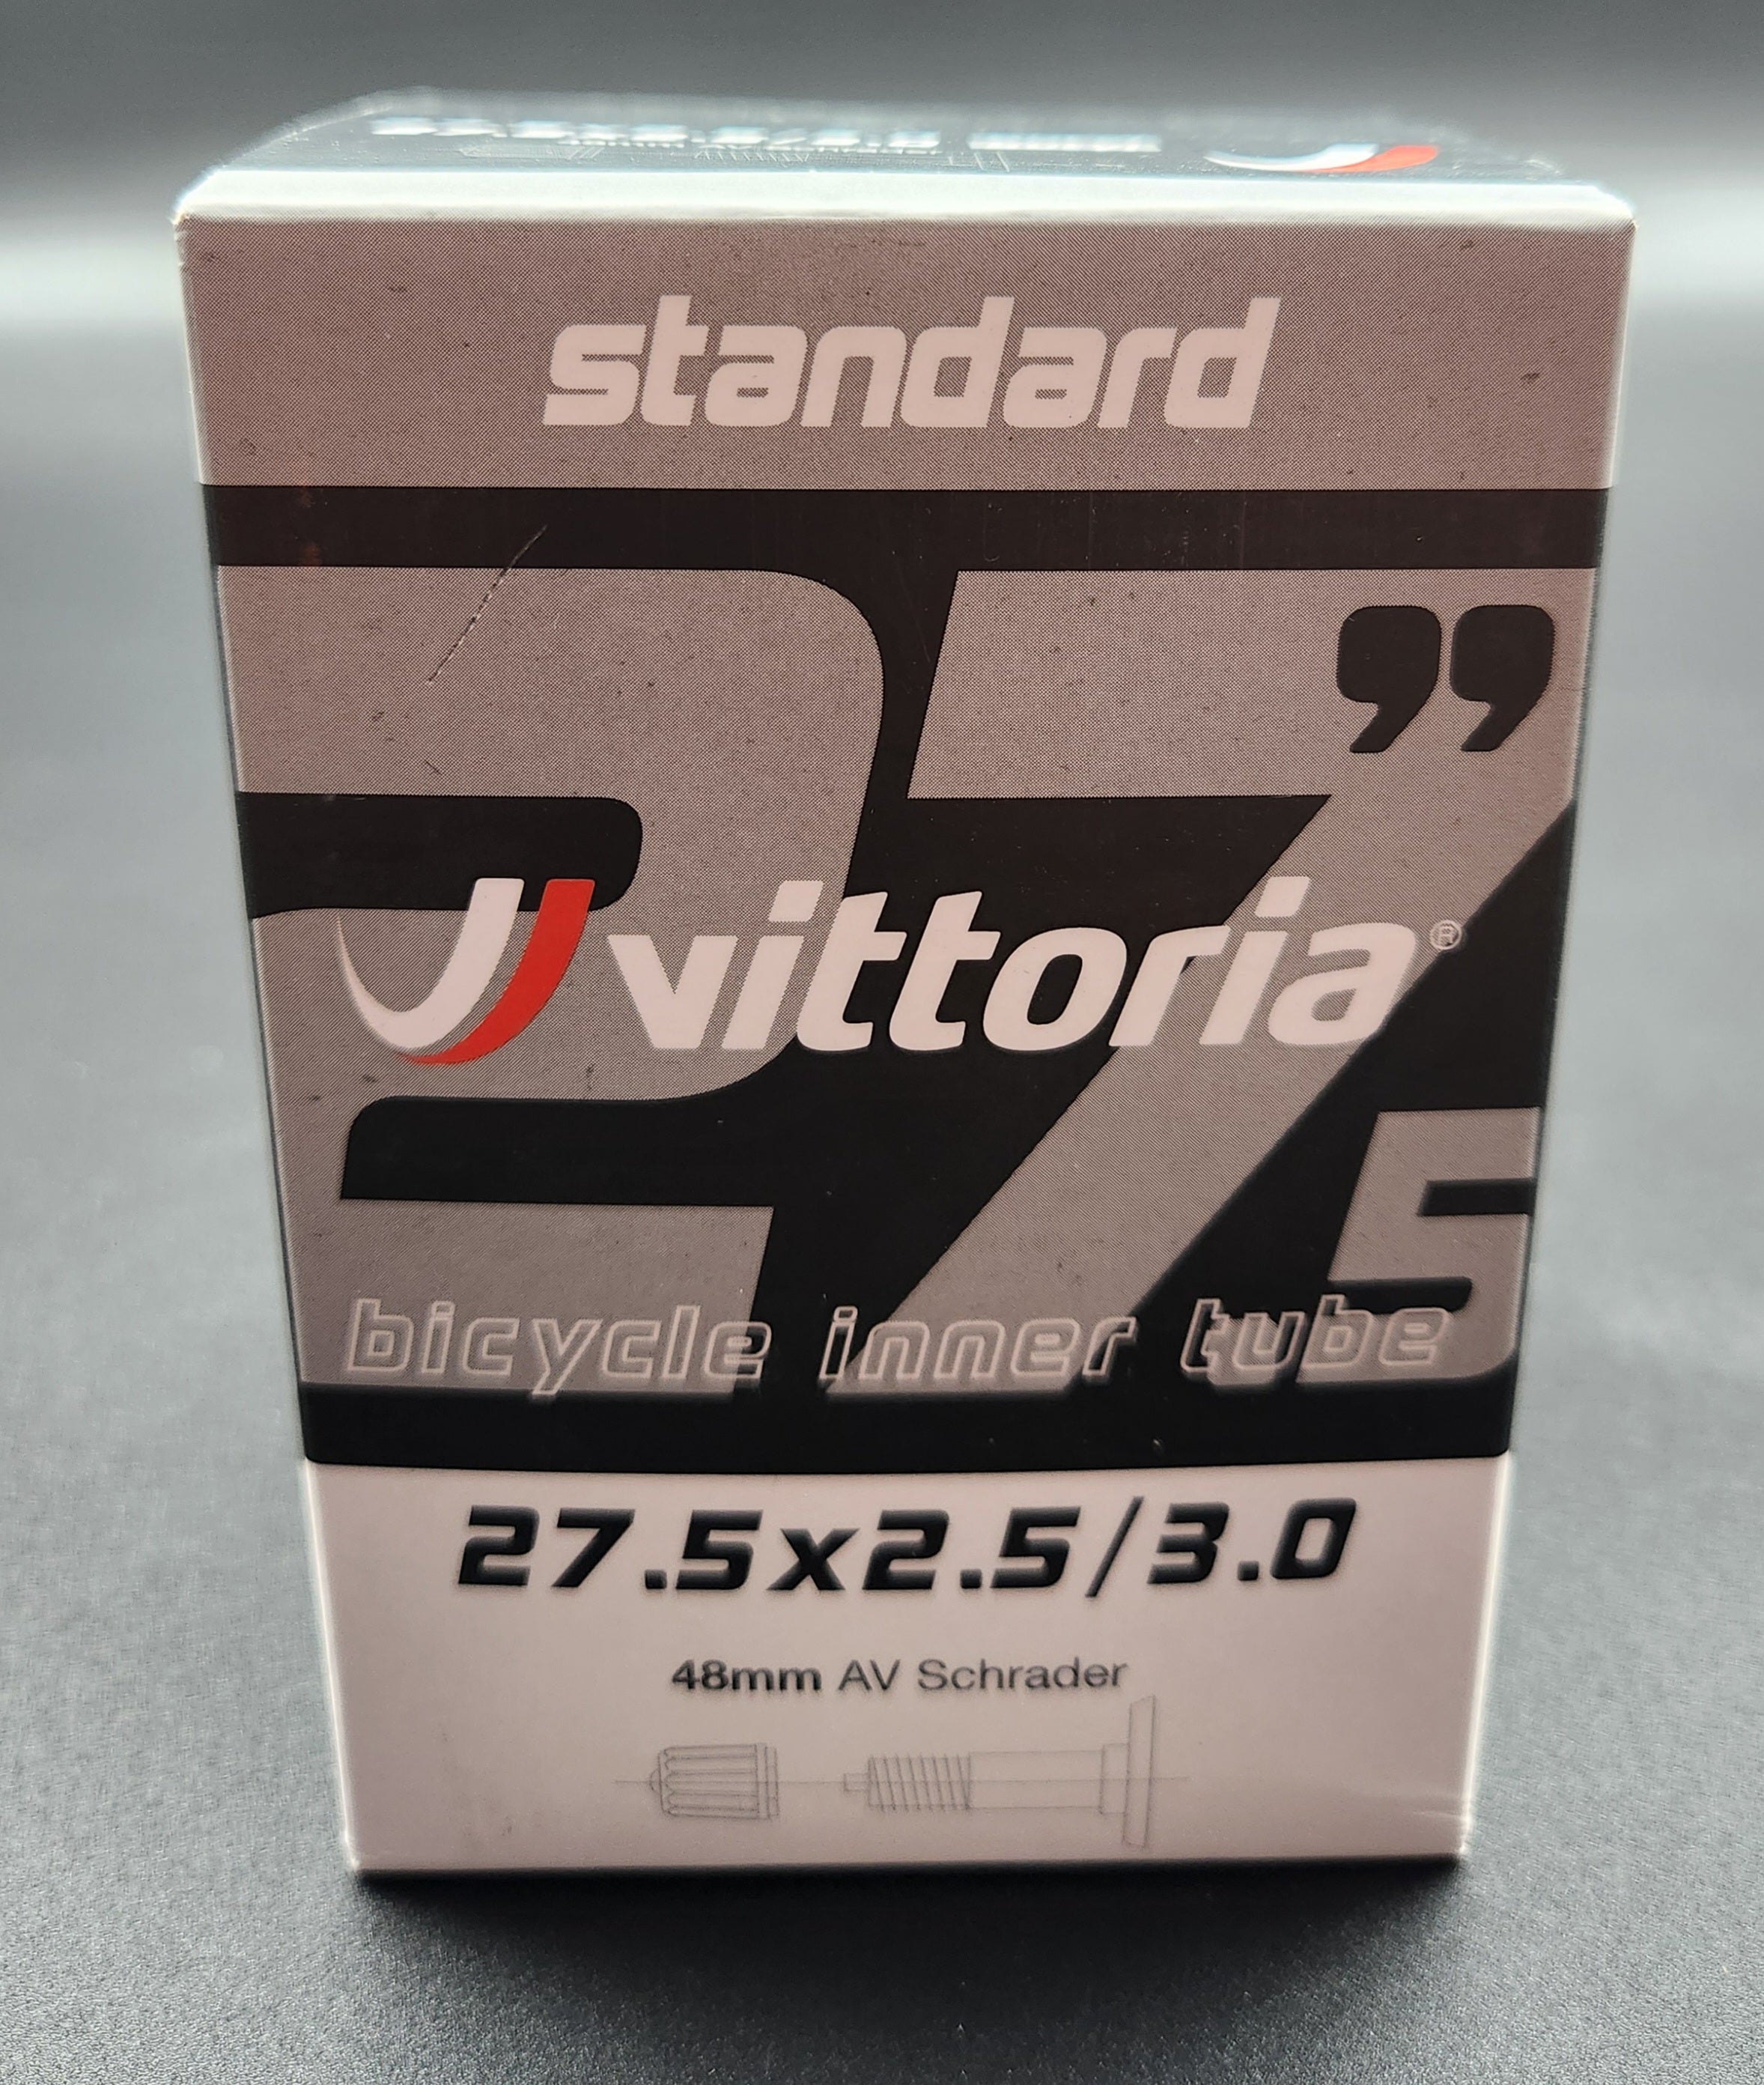 standard
27”
vittoria®
5
bicycle inner tube
27.5x2.5/3.0
48mm AV Schrader